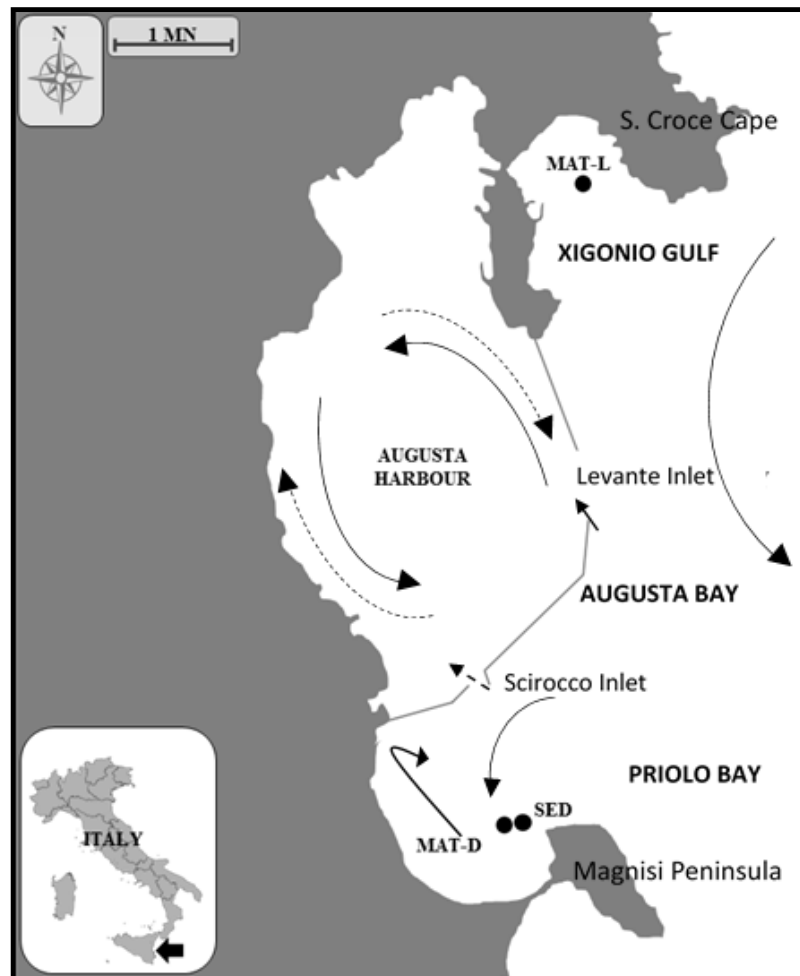 N
1 MN
S. Croce Cape
MAT-L
XIGONIO GULF
AUGUSTA
HARBOUR
Levante Inlet
AUGUSTA BAY
Scirocco Inlet
PRIOLO BAY
SED
MAT-D
Magnisi Peninsula
ITALY